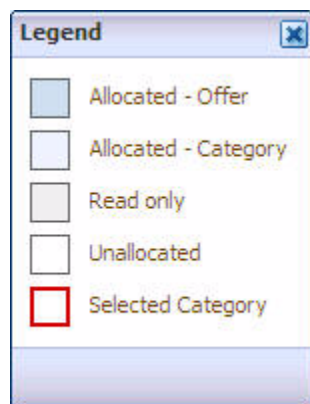 Legend
Allocated - Offer
Allocated - Category
Read only
Unallocated
Selected Category